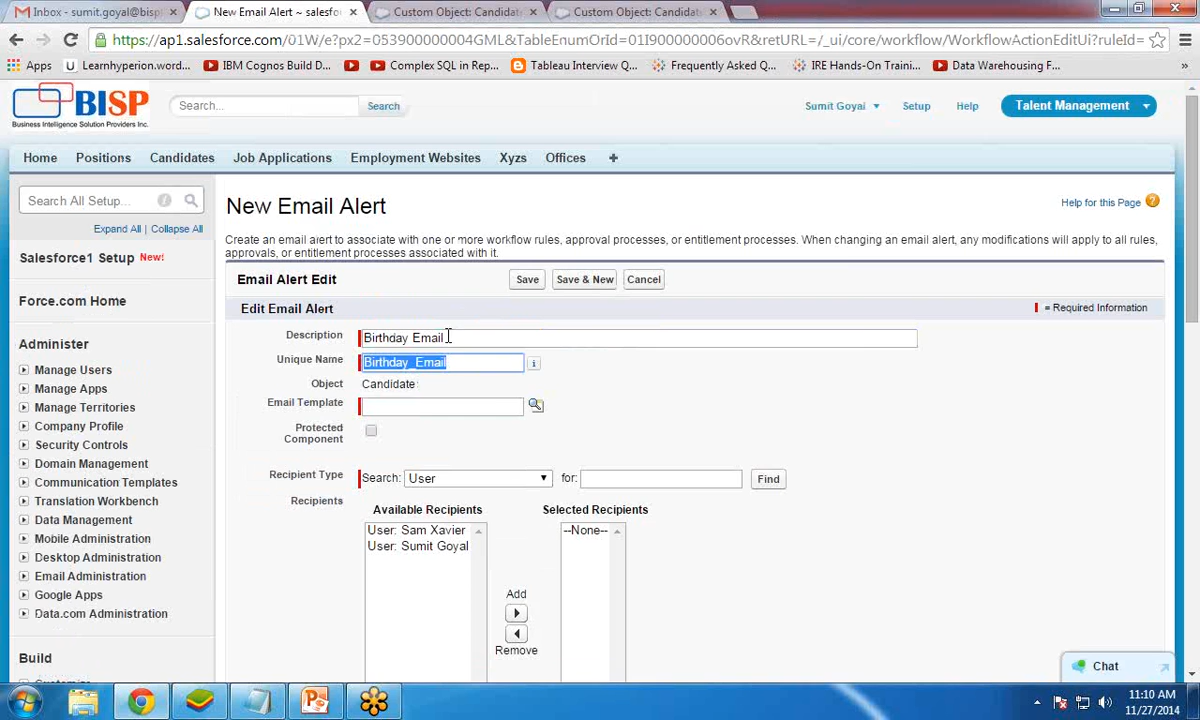 Inbox - sumit.goyal@bisp
New Email Alert ~ salesfo
Custom Object: Candidat
Custom Object: Candidat
https://ap1.salesforce.com/01W/e?px2=053900000004GML&TableEnumOrId=01I900000006ovR&retURL=/_ui/core/workflow/WorkflowActionEditUi?ruleId=
Apps
Learnhyperion.word...
IBM Cognos Build D...
Complex SQL in Rep...
Tableau Interview Q...
Frequently Asked Q...
IRE Hands-On Traini...
Data Warehousing F...
»
BISP
Business Intelligence Solution Providers Inc.
Search...
Search
Sumit Goyal
Setup
Help
Talent Management
Home
Positions
Candidates
Job Applications
Employment Websites
Xyzs
Offices
+
Search All Setup...
Expand All | Collapse All
Salesforce1 Setup New!
Force.com Home
Administer
Manage Users
Manage Apps
Manage Territories
Company Profile
Security Controls
Domain Management
Communication Templates
Translation Workbench
Data Management
Mobile Administration
Desktop Administration
Email Administration
Google Apps
Data.com Administration
Build
New Email Alert
Help for this Page
Create an email alert to associate with one or more workflow rules, approval processes, or entitlement processes. When changing an email alert, any modifications will apply to all rules,
approvals, or entitlement processes associated with it.
Email Alert Edit
Save
Save & New
Cancel
Edit Email Alert
= Required Information
Description
Birthday Email
Unique Name
Birthday_Email
i
Object
Candidate
Email Template
Protected
Component
Recipient Type
Search:
User
for:
Find
Recipients
Available Recipients
Selected Recipients
User: Sam Xavier
User: Sumit Goyal
--None--
Add
Remove
Chat
11:10 AM
11/27/2014